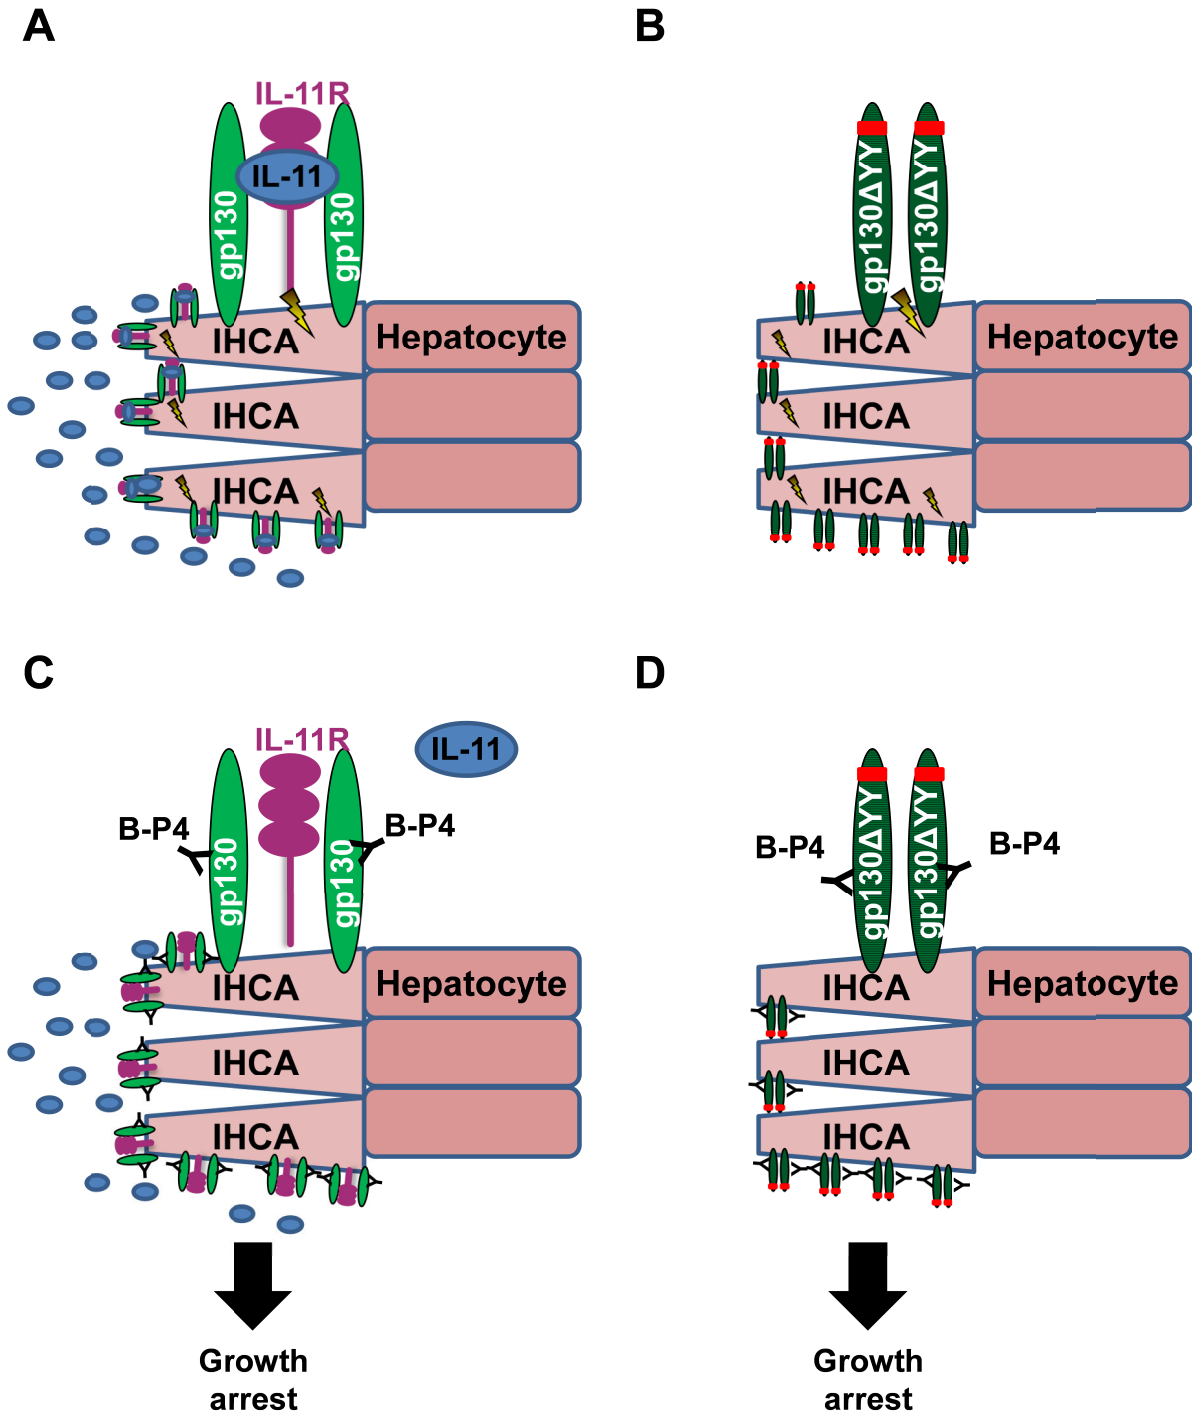 A
IL-11R
IL-11
gp130
gp130
IHCA
Hepatocyte
IHCA
IHCA
B
gp130ΔYY
gp130ΔYY
IHCA
Hepatocyte
IHCA
IHCA
C
IL-11R
IL-11
B-P4
B-P4
gp130
gp130
IHCA
Hepatocyte
IHCA
IHCA
Growth
arrest
D
B-P4
B-P4
gp130ΔYY
gp130ΔYY
IHCA
Hepatocyte
IHCA
IHCA
Growth
arrest